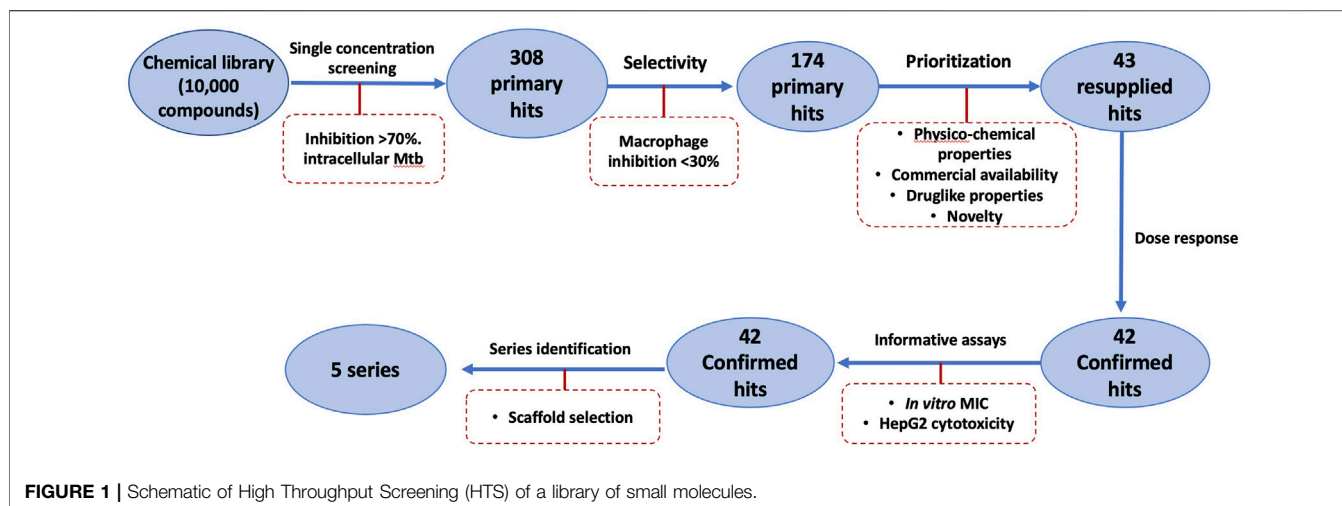 Chemical library
(10,000
compounds)
Single concentration
screening
Inhibition >70%.
intracellular Mtb
308
primary
hits
Selectivity
Macrophage
inhibition <30%
174
primary
hits
Prioritization
• Physico-chemical
properties
• Commercial availability
• Druglike properties
• Novelty
43
resupplied
hits
Dose response
42
Confirmed
hits
Informative assays
• In vitro MIC
• HepG2 cytotoxicity
42
Confirmed
hits
Series identification
• Scaffold selection
5 series
FIGURE 1 | Schematic of High Throughput Screening (HTS) of a library of small molecules.